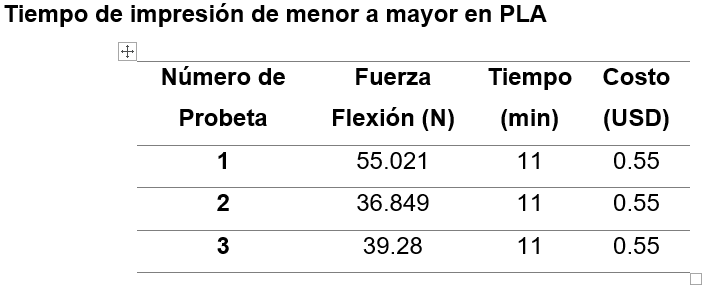 Tiempo de impresión de menor a mayor en PLA
Número de Probeta Fuerza Flexión (N) Tiempo (min) Costo (USD)
1 55.021 11 0.55
2 36.849 11 0.55
3 39.28 11 0.55